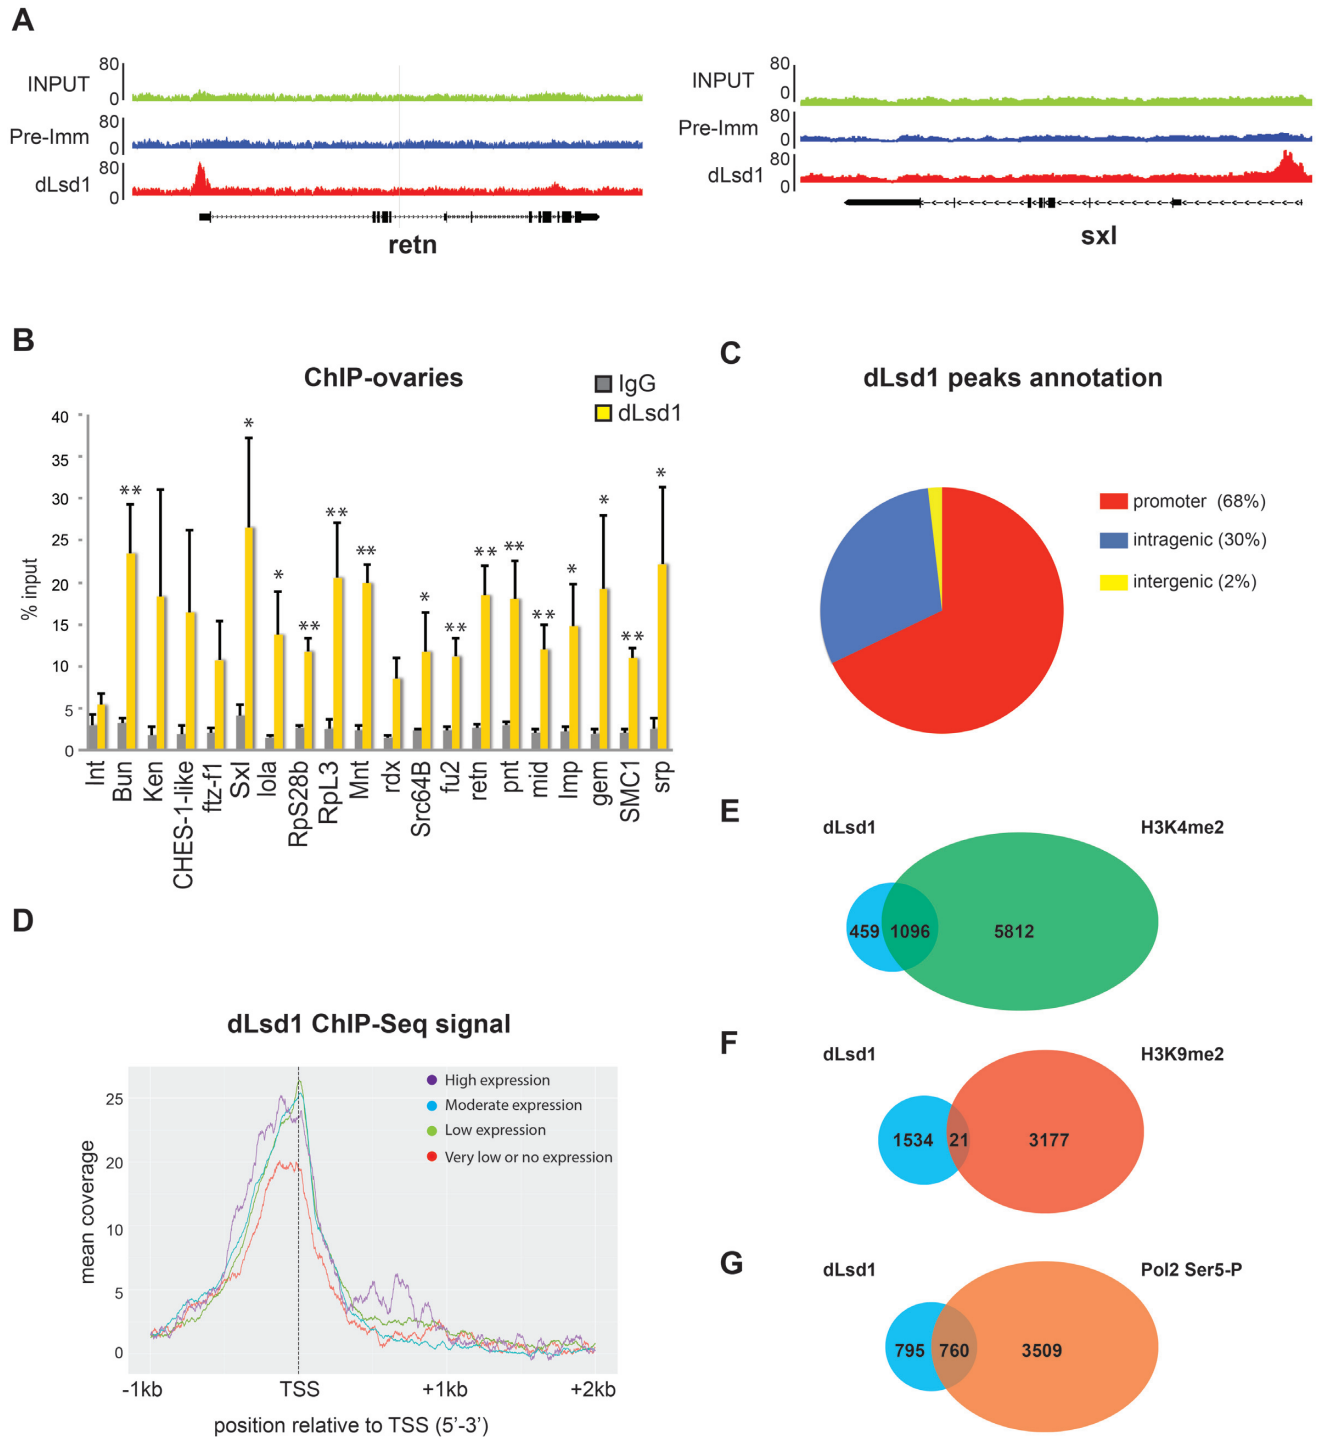 A
INPUT
80
0
Pre-Imm
80
0
dLsd1
80
0
retn
INPUT
80
0
Pre-Imm
80
0
dLsd1
80
0
sxl
B
ChIP-ovaries
IgG
dLsd1
% input
40
35
30
25
20
15
10
5
0
**
*
*
**
**
**
*
**
**
**
**
*
*
**
*
Int
Bun
Ken
CHES-1-like
ftz-f1
Sxl
lola
RpS28b
RpL3
Mnt
rdx
Src64B
fu2
retn
pnt
mid
Imp
gem
SMC1
srp
C
dLsd1 peaks annotation
promoter (68%)
intragenic (30%)
intergenic (2%)
D
dLsd1 ChIP-Seq signal
High expression
Moderate expression
Low expression
Very low or no expression
mean coverage
25
20
10
5
0
-1kb
TSS
+1kb
+2kb
position relative to TSS (5'-3')
E
dLsd1
H3K4me2
459
1096
5812
F
dLsd1
H3K9me2
1534
21
3177
G
dLsd1
Pol2 Ser5-P
795
760
3509